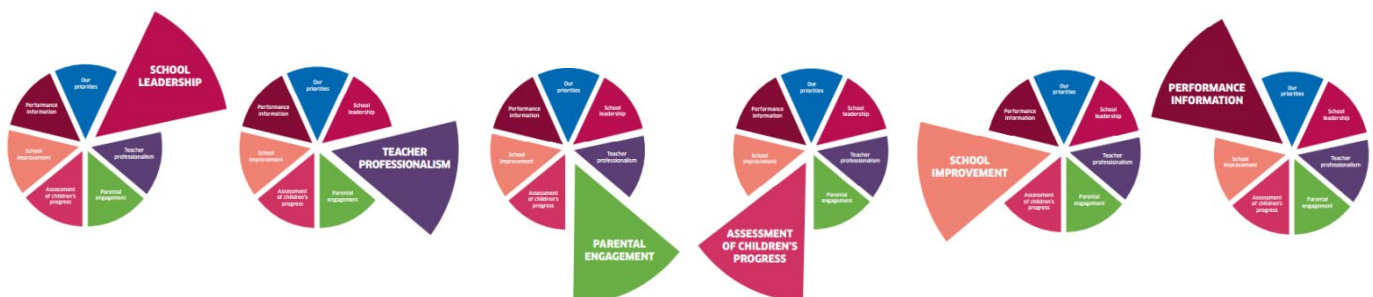 SCHOOL
LEADERSHIP
Our
priorities
Performance
information
School
improvement
Teacher
professionalism
Assessment
of children's
progress
Parental
engagement
Our
priorities
Performance
information
School
leadership
TEACHER
PROFESSIONALISM
School
improvement
Assessment
of children's
progress
Parental
engagement
Our
priorities
Performance
information
School
leadership
School
improvement
Teacher
professionalism
Assessment
of children's
progress
PARENTAL
ENGAGEMENT
Our
priorities
Performance
information
School
leadership
School
improvement
Teacher
professionalism
Parental
engagement
ASSESSMENT
OF CHILDREN'S
PROGRESS
Our
priorities
Performance
information
School
leadership
SCHOOL
IMPROVEMENT
Teacher
professionalism
Assessment
of children's
progress
Parental
engagement
PERFORMANCE
INFORMATION
Our
priorities
School
leadership
School
improvement
Teacher
professionalism
Assessment
of children's
progress
Parental
engagement